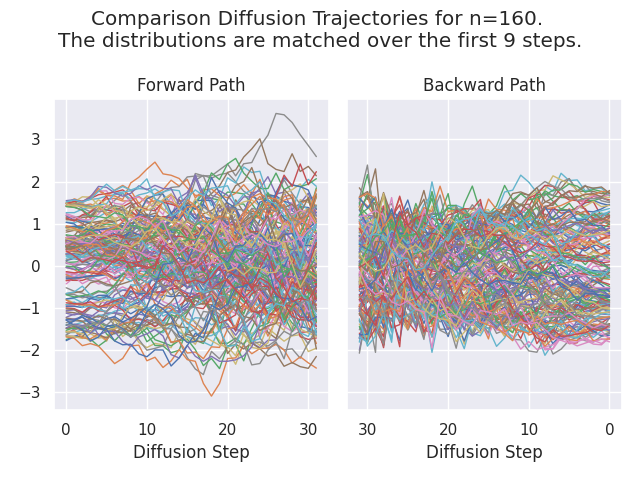 Comparison Diffusion Trajectories for n=160.
The distributions are matched over the first 9 steps.
Forward Path
Backward Path
3
2
1
0
−1
−2
−3
0 10 20 30
30 20 10 0
Diffusion Step
Diffusion Step